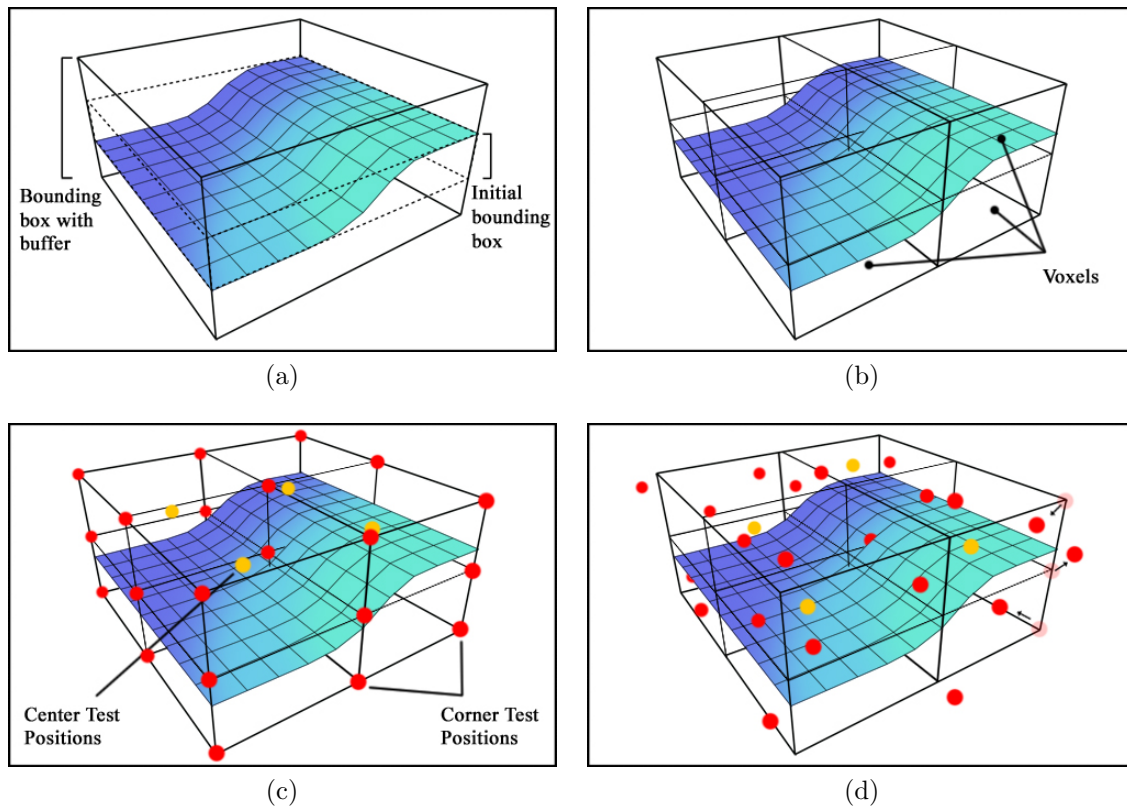 Bounding
box with
buffer
Initial
bounding
box
(a)
Voxels
(b)
Center Test
Positions
Corner Test
Positions
(c)
(d)